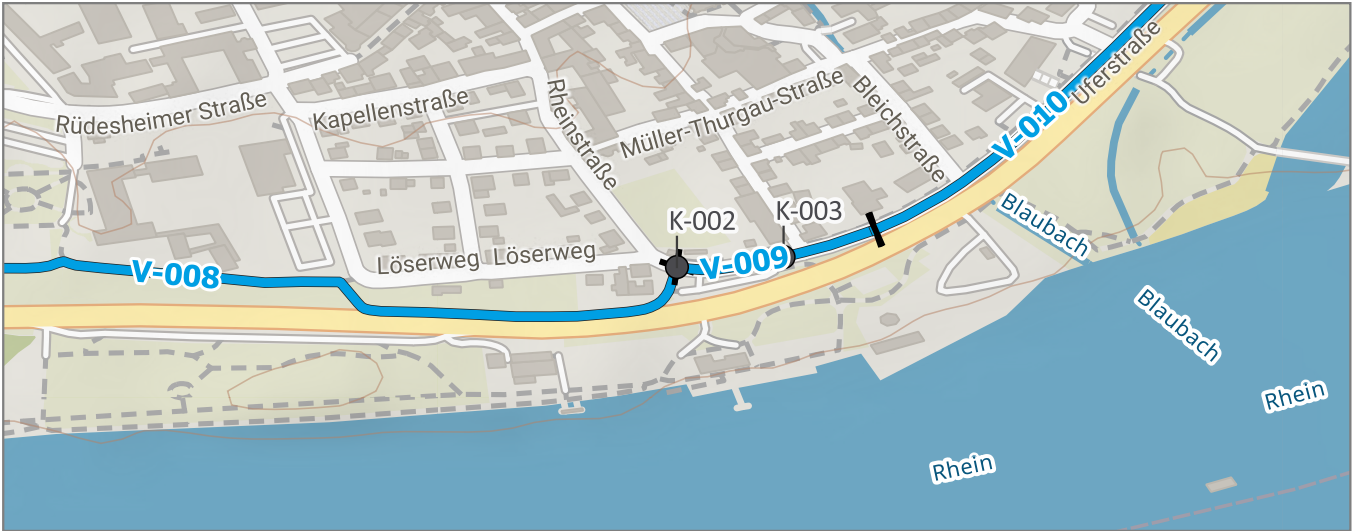 Uferstraße
Rüdesheimer Straße
Kapellenstraße
Rheinstraße
Müller-Thurgau-Straße
Bleichstraße
V-010
K-002
K-003
Blaubach
Löserweg
Löserweg
V-008
V-009
Blaubach
Rhein
Rhein